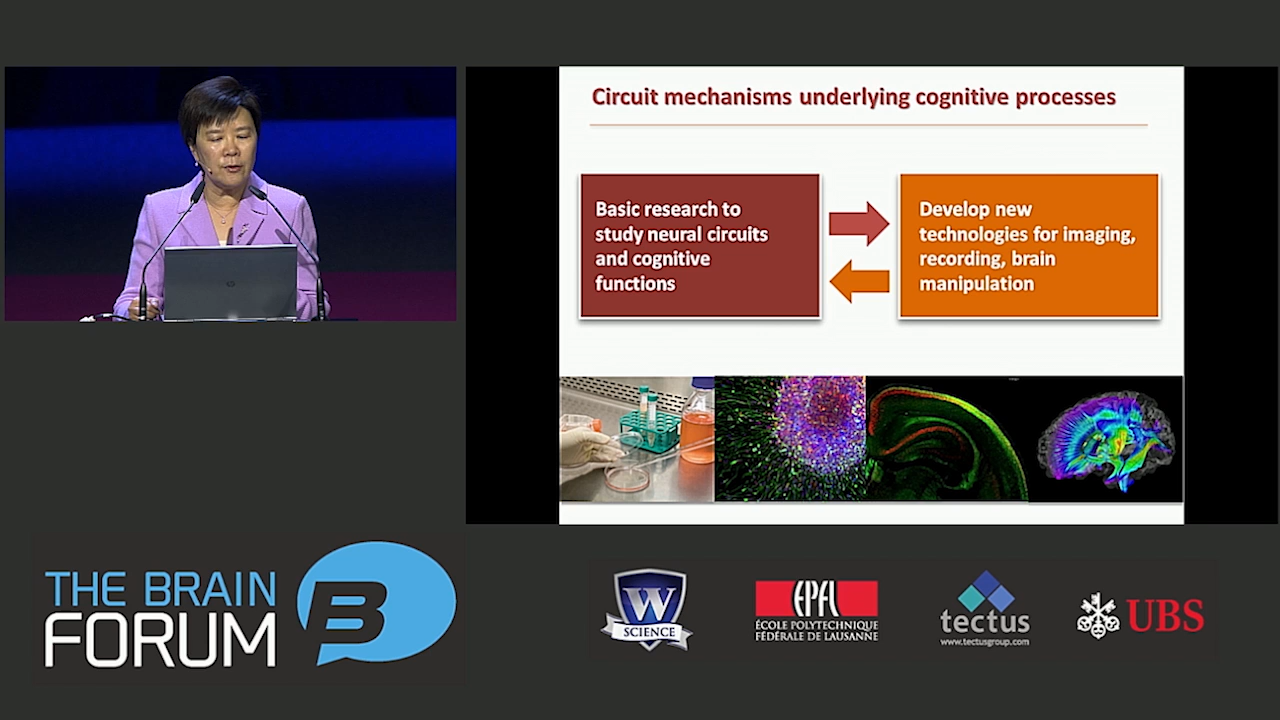 Circuit mechanisms underlying cognitive processes
Basic research to
study neural circuits
and cognitive
functions
Develop new
technologies for imaging,
recording, brain
manipulation
THE BRAIN
FORUM
B
W
SCIENCE
EPFL
ÉCOLE POLYTECHNIQUE
FÉDÉRALE DE LAUSANNE
tectus
www.tectusgroup.com
UBS